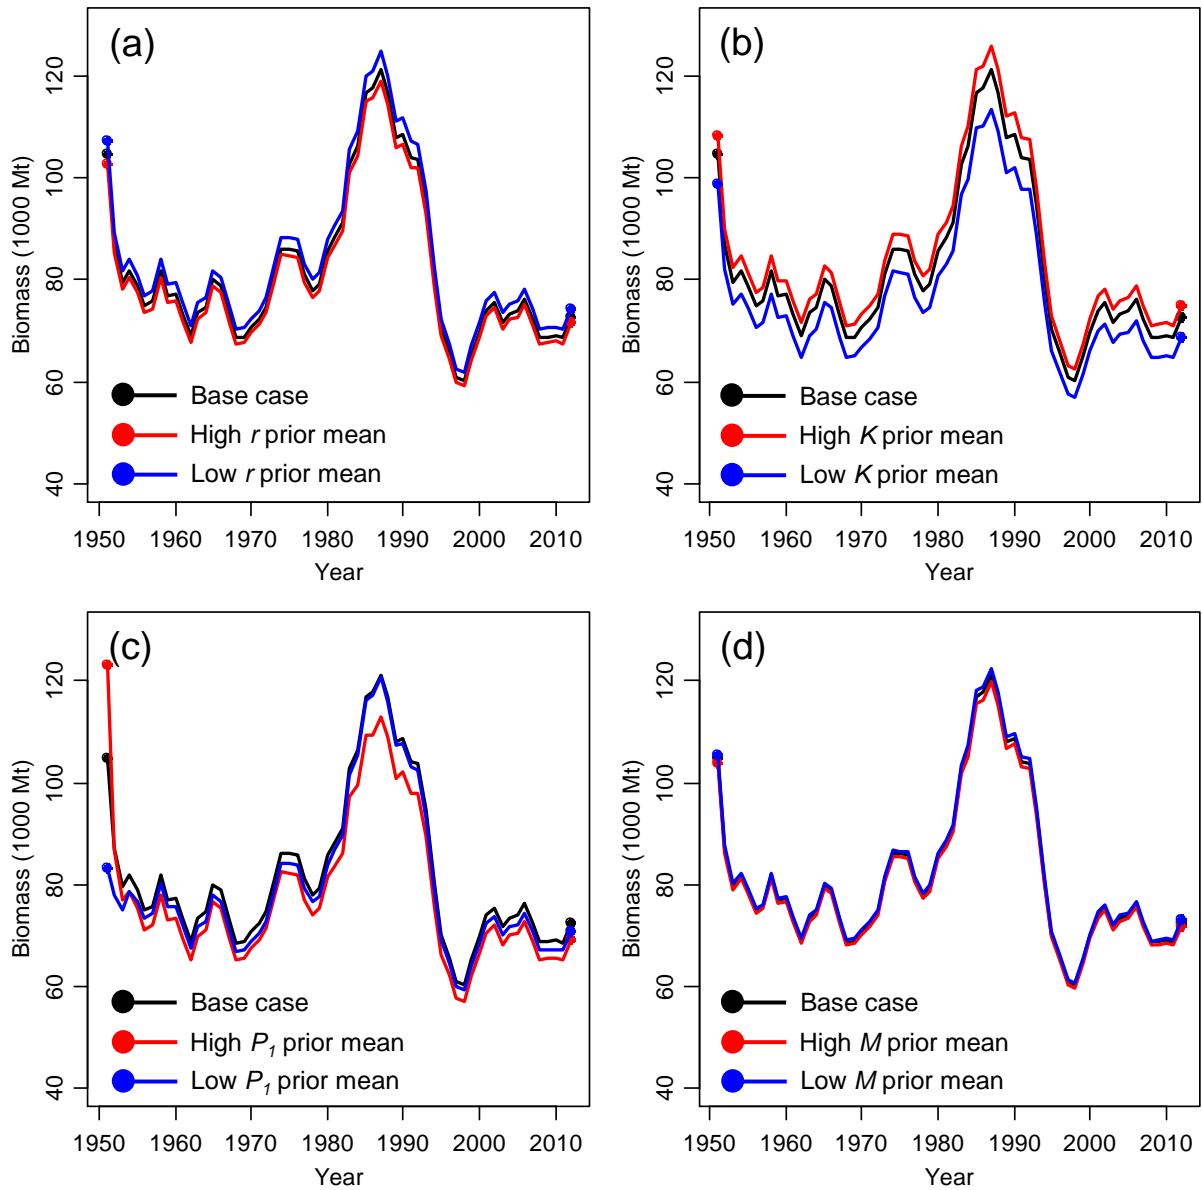 (a)
Biomass (1000 Mt)
120
100
80
60
40
Base case
High r prior mean
Low r prior mean
1950 1960 1970 1980 1990 2000 2010
Year
(b)
Biomass (1000 Mt)
120
100
80
60
40
Base case
High K prior mean
Low K prior mean
1950 1960 1970 1980 1990 2000 2010
Year
(c)
Biomass (1000 Mt)
120
100
80
60
40
Base case
High P1 prior mean
Low P1 prior mean
1950 1960 1970 1980 1990 2000 2010
Year
(d)
Biomass (1000 Mt)
120
100
80
60
40
Base case
High M prior mean
Low M prior mean
1950 1960 1970 1980 1990 2000 2010
Year